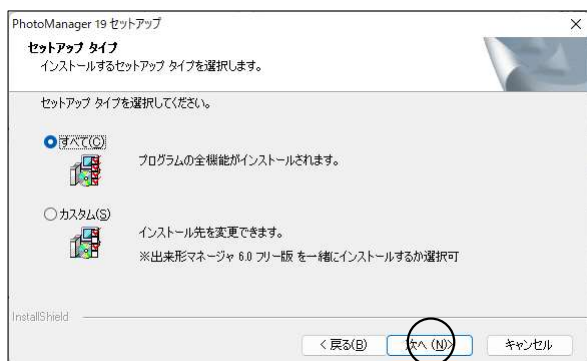 PhotoManager 19 セットアップ
セットアップ タイプ
インストールするセットアップ タイプを選択します。
セットアップ タイプを選択してください。
すべて(C)
プログラムの全機能がインストールされます。
カスタム(S)
インストール先を変更できます。
※出来形マネージャ 6.0 フリー版 を一緒にインストールするか選択可
InstallShield
< 戻る(B) 次へ (N)> キャンセル